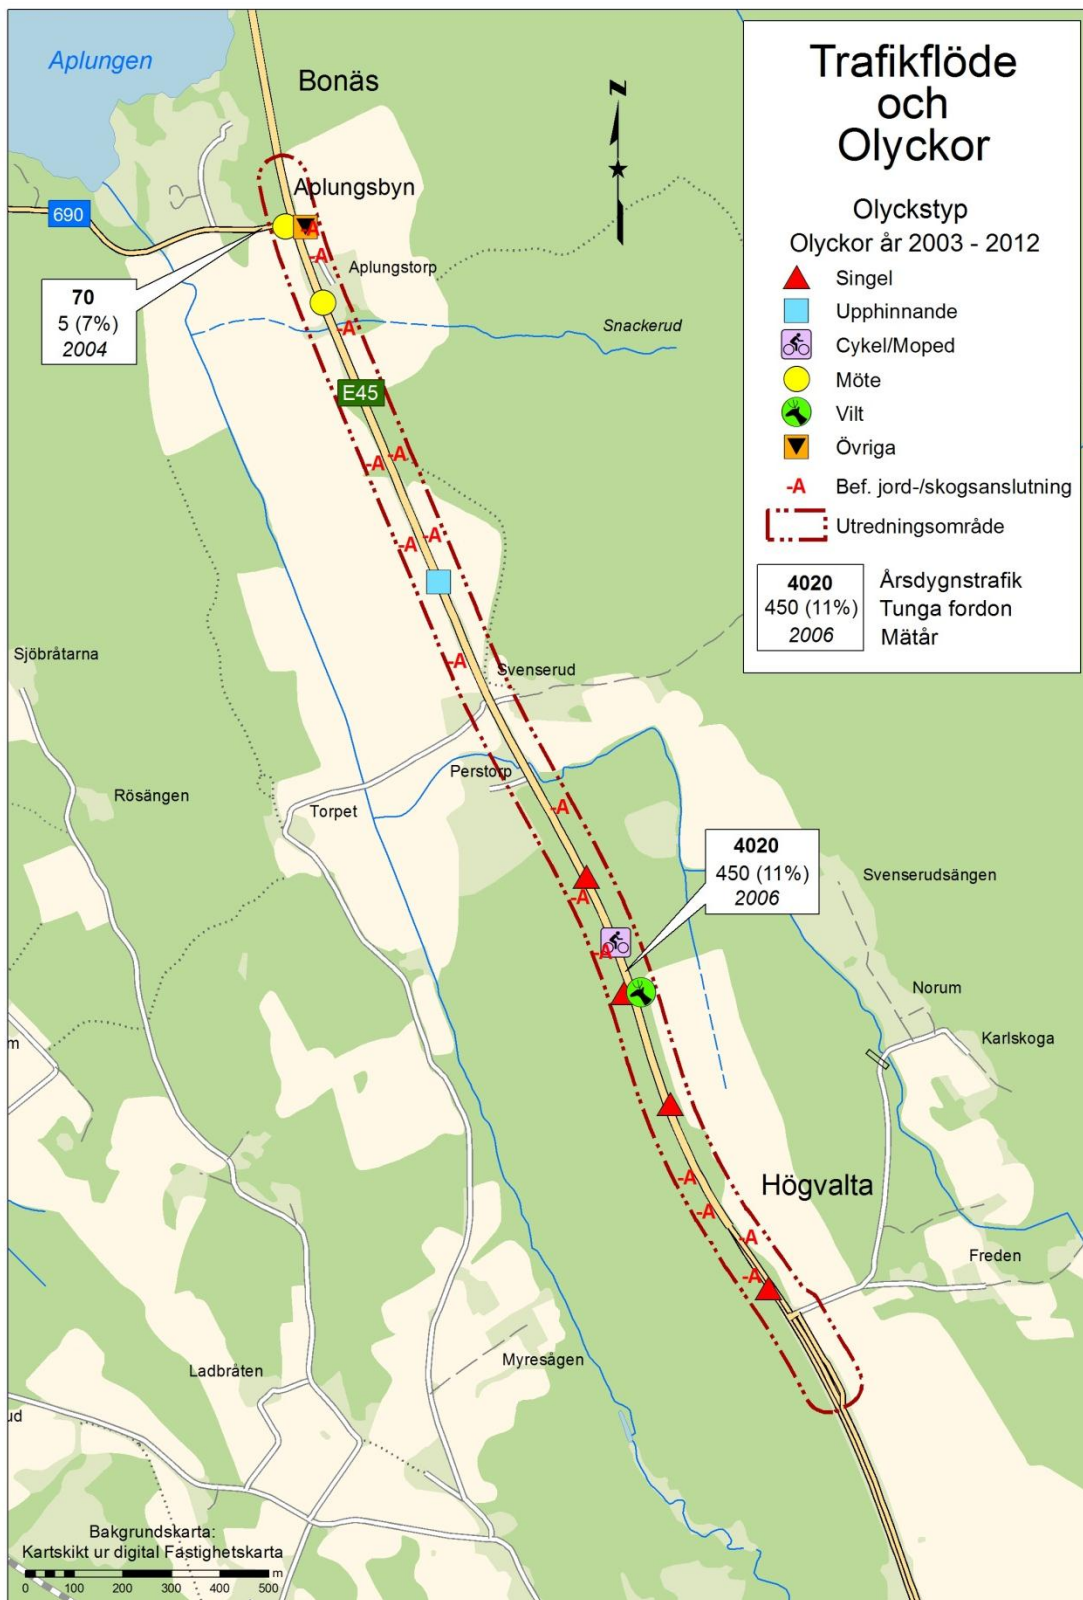 Aplungen
Bonäs
N
Trafikflöde
och
Olyckor
Olyckstyp
Olyckor år 2003 - 2012
Singel
Upphinnande
Cykel/Moped
Möte
Vilt
Övriga
-A Bef. jord-/skogsanslutning
Utredningsområde
4020 Årsdygnstrafik
450 (11%) Tunga fordon
2006 Mätår
Aplungsbyn
690
-A
-A
Aplungstorp
70
5 (7%)
2004
-A
Snackerud
E45
-A
-A
-A
-A
Sjöbråtarna
-A
Svenserud
Perstorp
Rösängen
Torpet
-A
4020
450 (11%)
2006
Svenserudsängen
-A
-A
Norum
Karlskoga
m
-A
Högvalta
-A
-A
Freden
-A
Myresågen
Ladbråten
ud
Bakgrundskarta:
Kartskikt ur digital Fastighetskarta
0 100 200 300 400 500 m